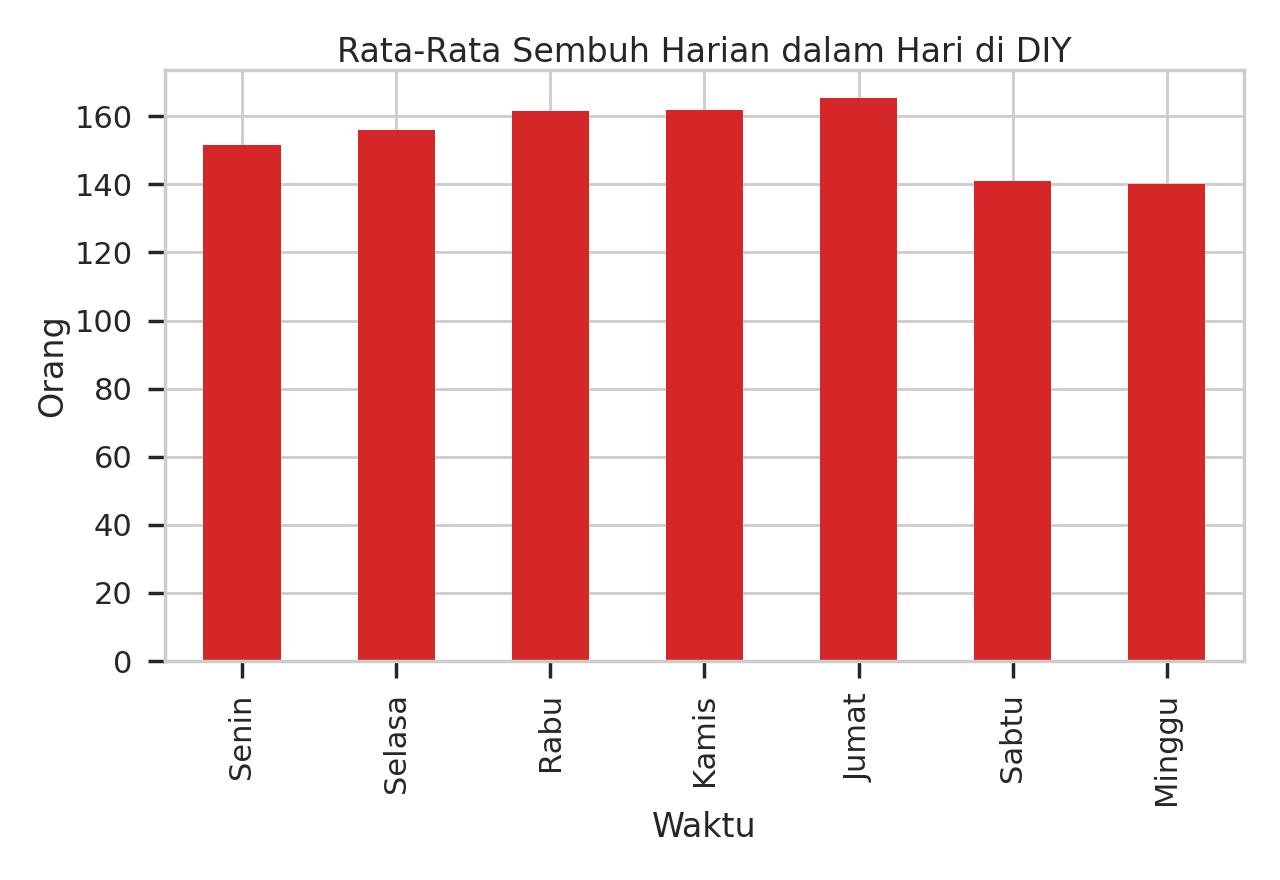 Rata-Rata Sembuh Harian dalam Hari di DIY
Orang
160
140
120
100
80
60
40
20
0
Senin
Selasa
Rabu
Kamis
Jumat
Sabtu
Minggu
Waktu